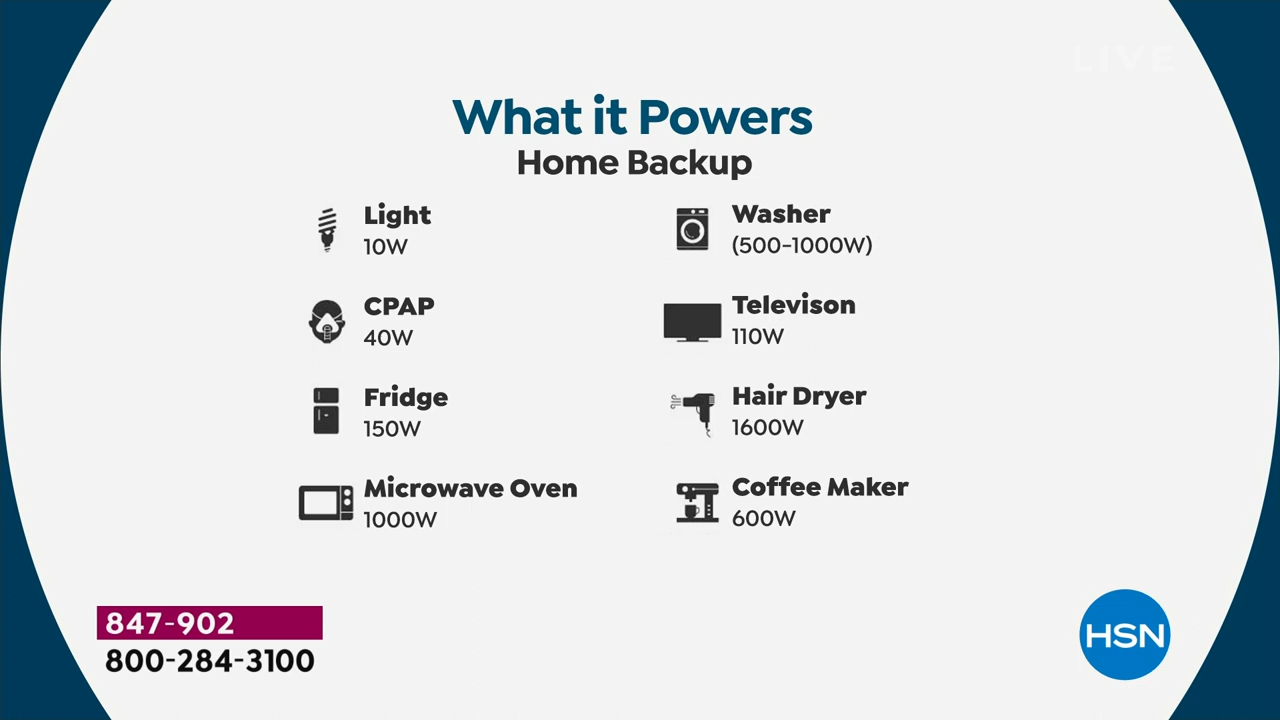 LIVE
What it Powers
Home Backup
Light
10W
CPAP
40W
Fridge
150W
Microwave Oven
1000W
Washer
(500-1000W)
Televison
110W
Hair Dryer
1600W
Coffee Maker
600W
847-902
800-284-3100
HSN